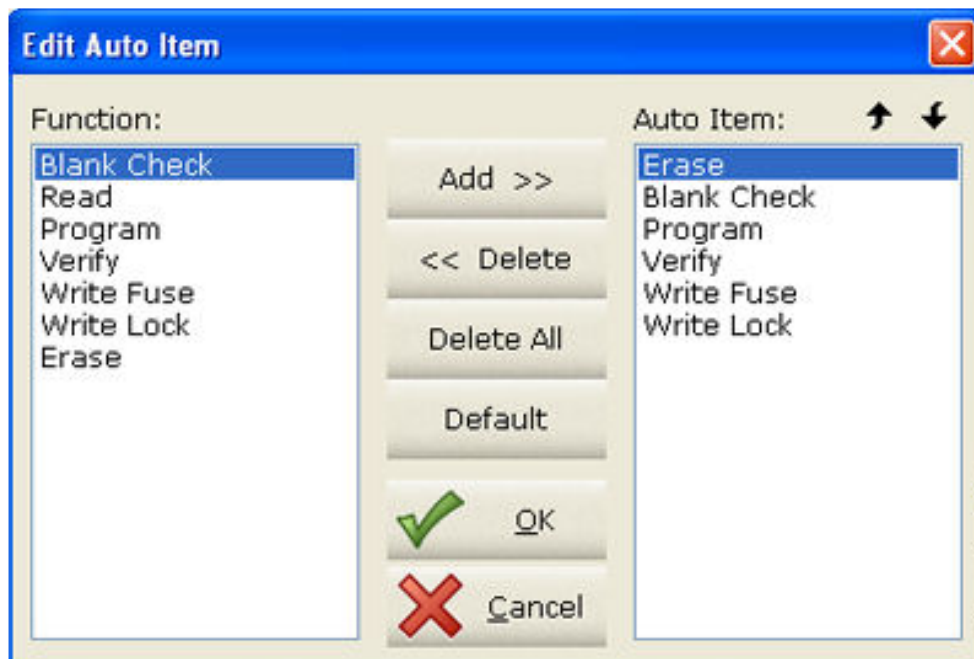 Edit Auto Item
Function:
Blank Check
Read
Program
Verify
Write Fuse
Write Lock
Erase
Add >>
<< Delete
Delete All
Default
OK
Cancel
Auto Item:
Erase
Blank Check
Program
Verify
Write Fuse
Write Lock